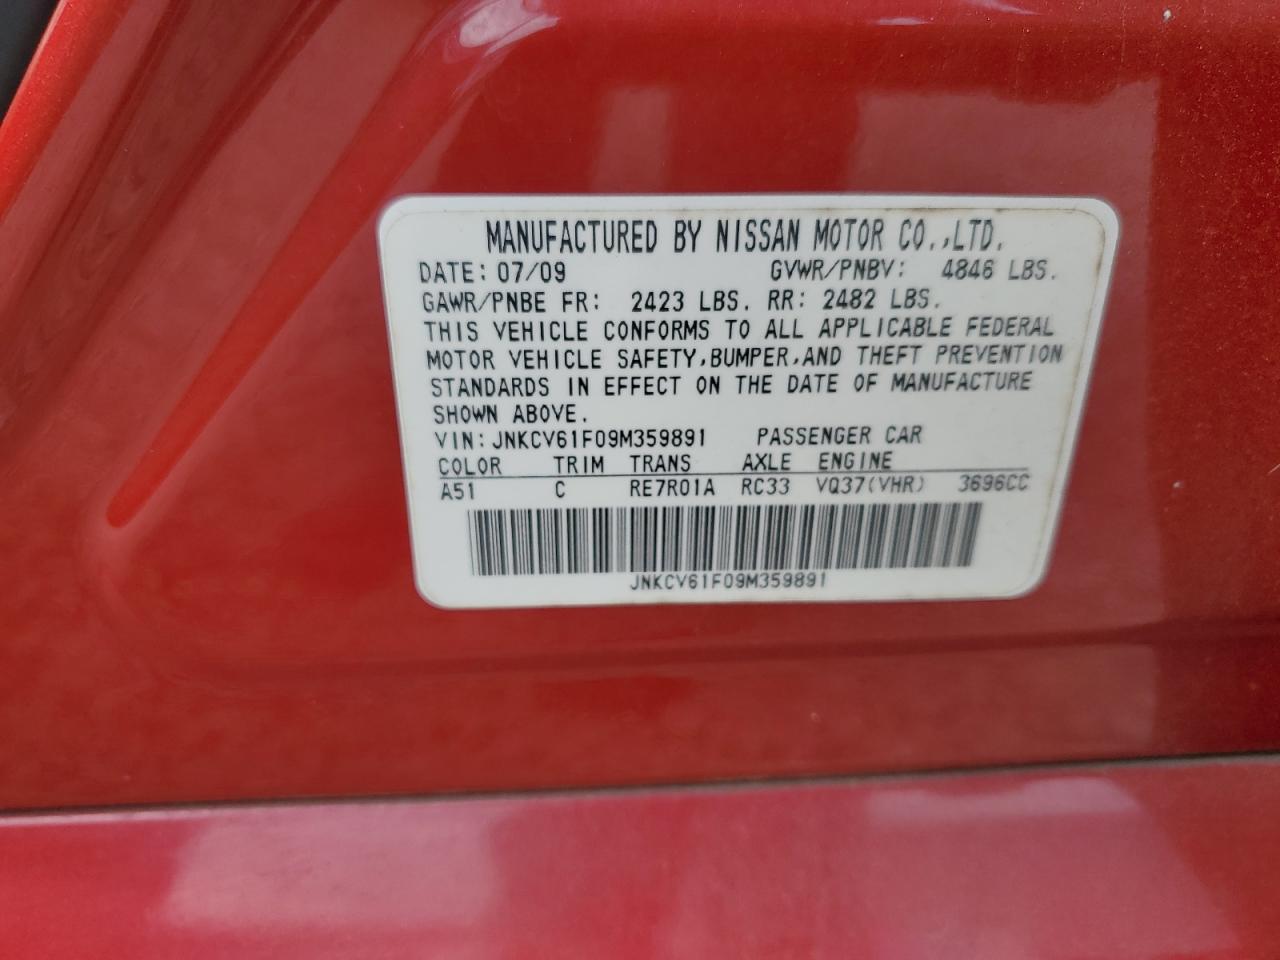 MANUFACTURED BY NISSAN MOTOR CO.,LTD.
DATE: 07/09 GVWR/PNBV: 4846 LBS.
GAWR/PNBE FR: 2423 LBS. RR: 2482 LBS.
THIS VEHICLE CONFORMS TO ALL APPLICABLE FEDERAL
MOTOR VEHICLE SAFETY,BUMPER,AND THEFT PREVENTION
STANDARDS IN EFFECT ON THE DATE OF MANUFACTURE
SHOWN ABOVE.
VIN: JNKCV61F09M359891 PASSENGER CAR
COLOR TRIM TRANS AXLE ENGINE
A51 C RE7R01A RC33 VQ37(VHR) 3696CC
JNKCV61F09M359891